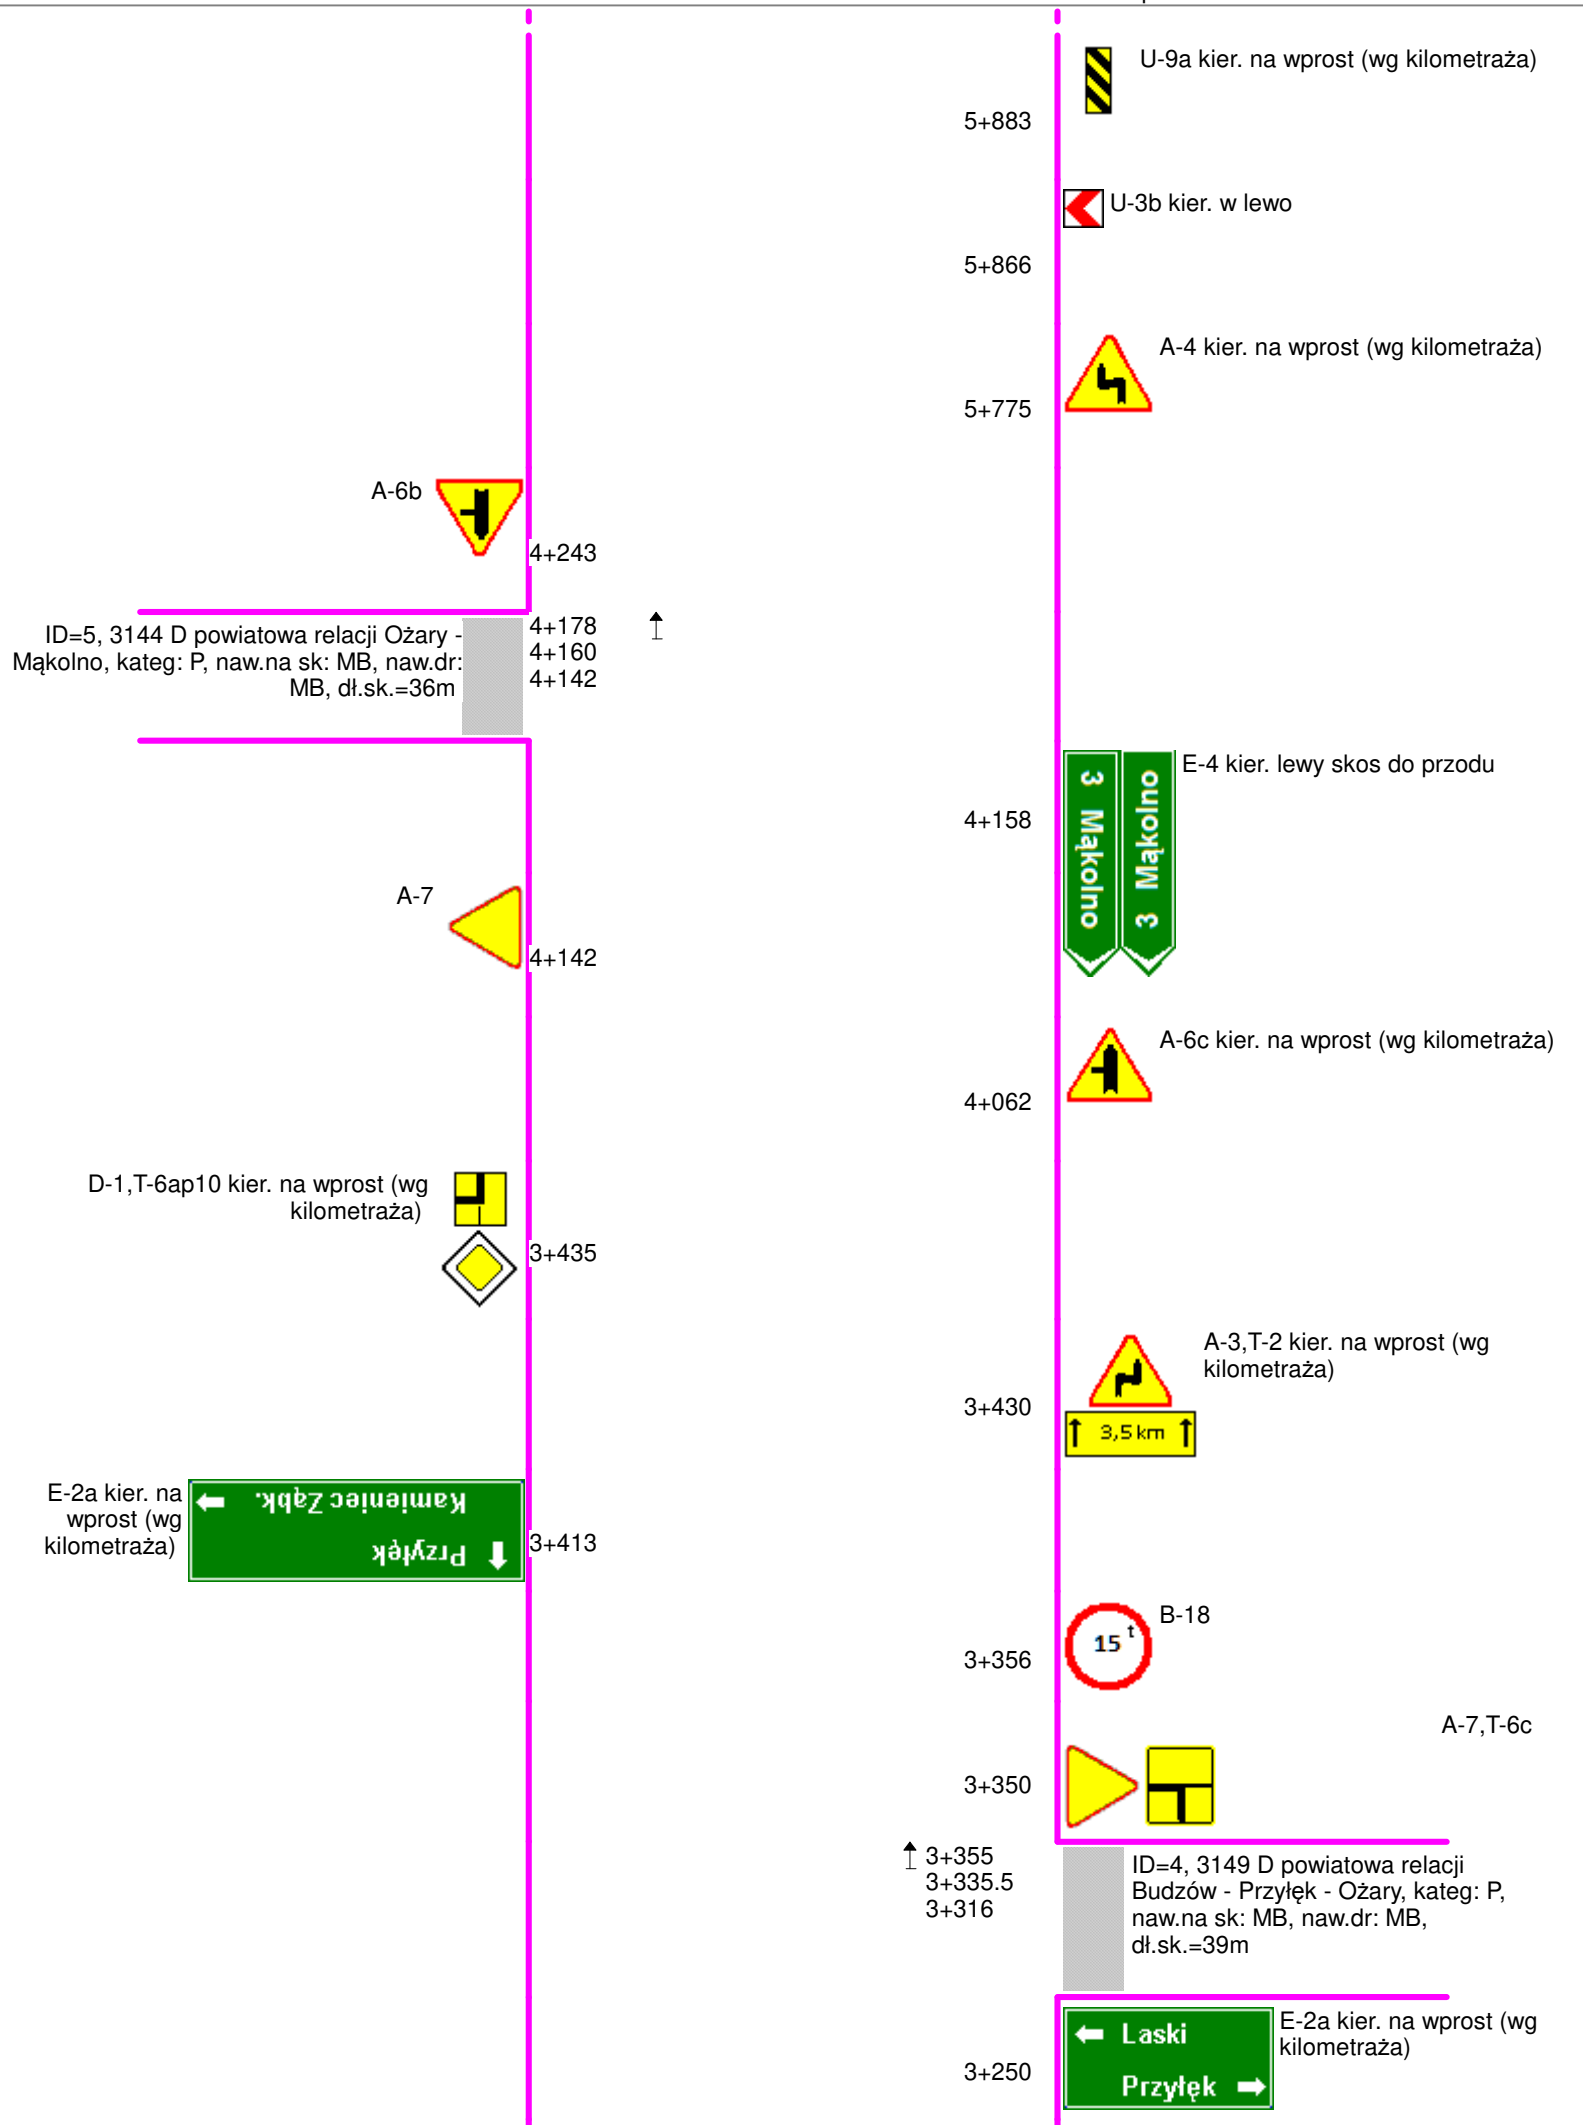 U-9a kier. na wprost (wg kilometraża)
5+883
U-3b kier. w lewo
5+866
A-4 kier. na wprost (wg kilometraża)
5+775
A-6b
4+243
ID=5, 3144 D powiatowa relacji Ożary -
Mąkolno, kateg: P, naw.na sk: MB, naw.dr:
MB, dł.sk.=36m
4+178
4+160
4+142
E-4 kier. lewy skos do przodu
3 Mąkolno
3 Mąkolno
4+158
A-7
4+142
A-6c kier. na wprost (wg kilometraża)
4+062
D-1,T-6ap10 kier. na wprost (wg
kilometraża)
3+435
A-3,T-2 kier. na wprost (wg
kilometraża)
3,5 km
3+430
E-2a kier. na
wprost (wg
kilometraża)
Przyłęk
Kamieniec Ząbk.
3+413
B-18
15 t
3+356
A-7,T-6c
3+350
3+355
3+335.5
3+316
ID=4, 3149 D powiatowa relacji
Budzów - Przyłęk - Ożary, kateg: P,
naw.na sk: MB, naw.dr: MB,
dł.sk.=39m
E-2a kier. na wprost (wg
kilometraża)
Laski
Przyłęk
3+250